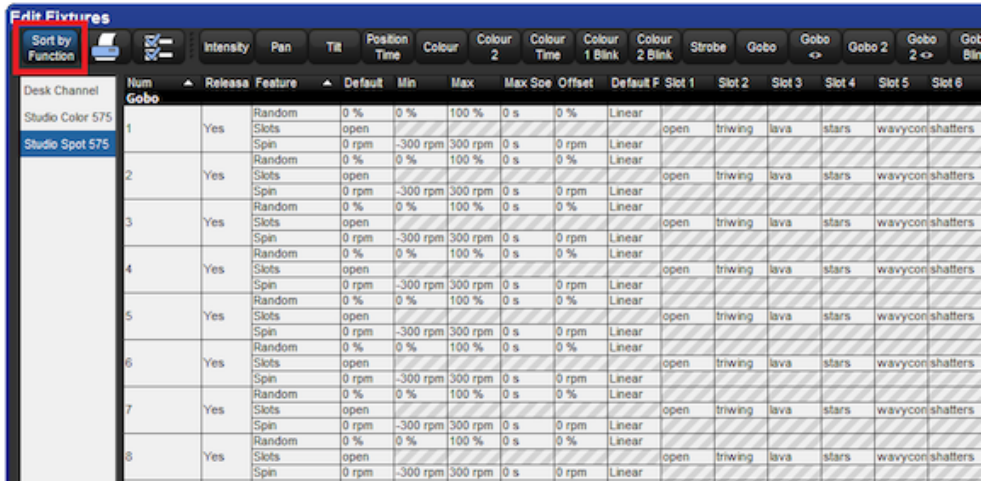 Edit Fixtures
Sort by Function Intensity Pan Tilt Position Time Colour Colour 2 Colour Time Colour 1 Blink Colour 2 Blink Strobe Gobo Gobo <> Gobo 2 Gobo 2 <>
Desk Channel
Studio Color 575
Studio Spot 575
Num Releasa Feature Default Min Max Max Spe Offset Default F Slot 1 Slot 2 Slot 3 Slot 4 Slot 5 Slot 6
Gobo
Random 0 % 0 % 100 % 0 s 0 % Linear
1 Yes Slots open open triwing lava stars wavycon shatters
Spin 0 rpm -300 rpm 300 rpm 0 s 0 rpm Linear
Random 0 % 0 % 100 % 0 s 0 % Linear
2 Yes Slots open open triwing lava stars wavycon shatters
Spin 0 rpm -300 rpm 300 rpm 0 s 0 rpm Linear
Random 0 % 0 % 100 % 0 s 0 % Linear
3 Yes Slots open open triwing lava stars wavycon shatters
Spin 0 rpm -300 rpm 300 rpm 0 s 0 rpm Linear
Random 0 % 0 % 100 % 0 s 0 % Linear
4 Yes Slots open open triwing lava stars wavycon shatters
Spin 0 rpm -300 rpm 300 rpm 0 s 0 rpm Linear
Random 0 % 0 % 100 % 0 s 0 % Linear
5 Yes Slots open open triwing lava stars wavycon shatters
Spin 0 rpm -300 rpm 300 rpm 0 s 0 rpm Linear
Random 0 % 0 % 100 % 0 s 0 % Linear
6 Yes Slots open open triwing lava stars wavycon shatters
Spin 0 rpm -300 rpm 300 rpm 0 s 0 rpm Linear
Random 0 % 0 % 100 % 0 s 0 % Linear
7 Yes Slots open open triwing lava stars wavycon shatters
Spin 0 rpm -300 rpm 300 rpm 0 s 0 rpm Linear
Random 0 % 0 % 100 % 0 s 0 % Linear
8 Yes Slots open open triwing lava stars wavycon shatters
Spin 0 rpm -300 rpm 300 rpm 0 s 0 rpm Linear